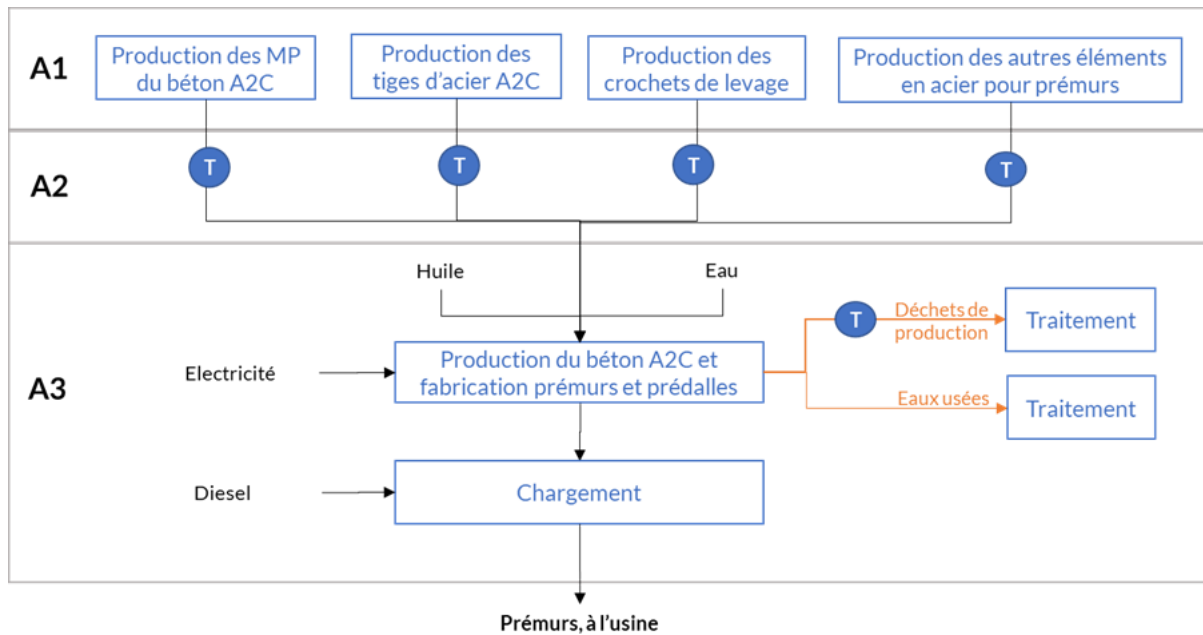 A1
Production des MP
du béton A2C
Production des
tiges d'acier A2C
Production des
crochets de levage
Production des autres éléments
en acier pour prémurs
A2
T
T
T
T
A3
Huile
Eau
Electricité
Production du béton A2C et
fabrication prémurs et prédalles
T
Déchets de
production
Traitement
Eaux usées
Traitement
Diesel
Chargement
Prémurs, à l'usine